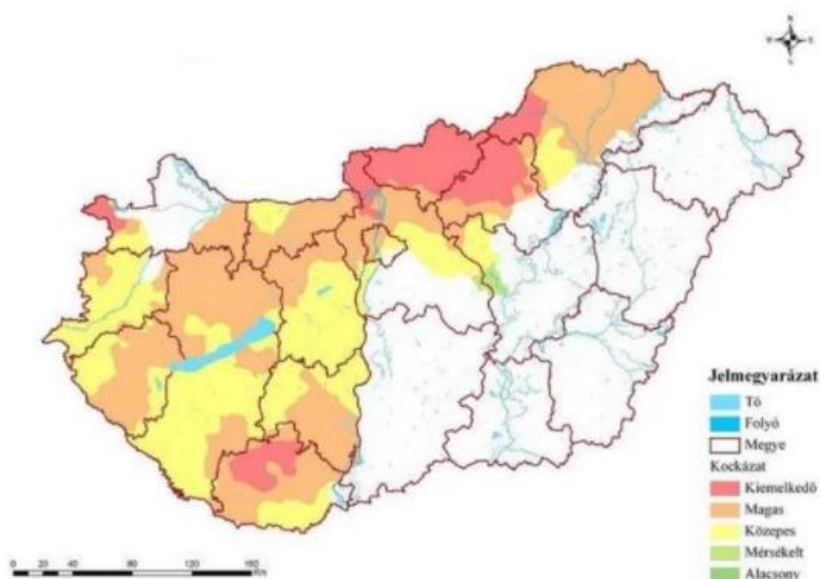 N
Jelmegyarázat
Tó
Folyó
Megye
Kockázat
Kiemelkedő
Magas
Közepes
Mérsékelt
Alacsony
0 20 40 80 120 160